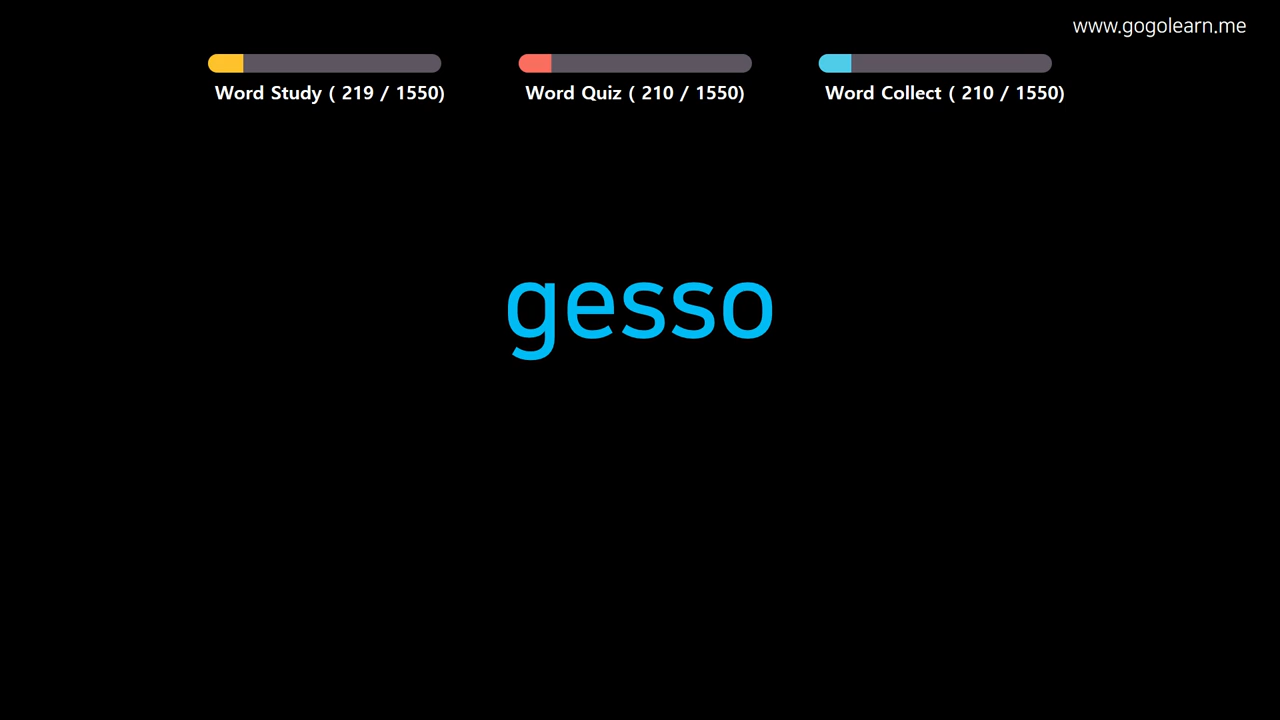 www.gogolearn.me
Word Study ( 219 / 1550)
Word Quiz ( 210 / 1550)
Word Collect ( 210 / 1550)
gesso